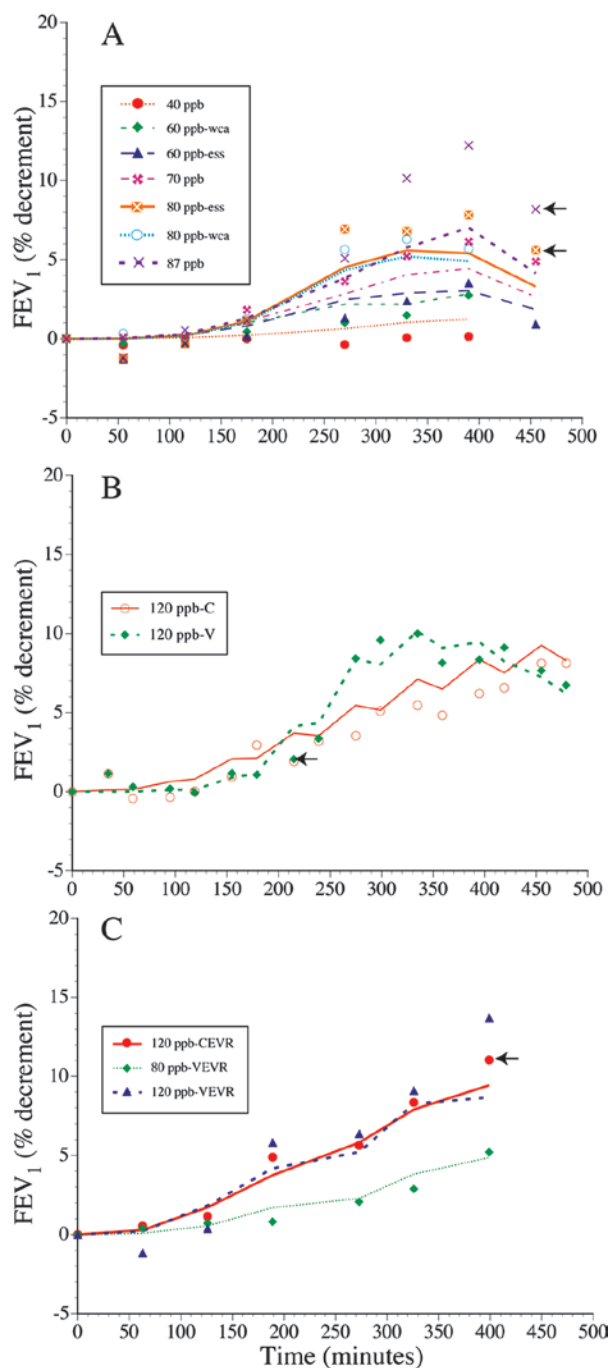 A
FEV1 (% decrement)
20
15
10
5
0
-5
40 ppb
60 ppb-wca
60 ppb-ess
70 ppb
80 ppb-ess
80 ppb-wca
87 ppb
0 50 100 150 200 250 300 350 400 450 500
B
FEV1 (% decrement)
20
15
10
5
0
-5
120 ppb-C
120 ppb-V
0 50 100 150 200 250 300 350 400 450 500
C
FEV1 (% decrement)
20
15
10
5
0
-5
120 ppb-CEVR
80 ppb-VEVR
120 ppb-VEVR
0 50 100 150 200 250 300 350 400 450 500
Time (minutes)